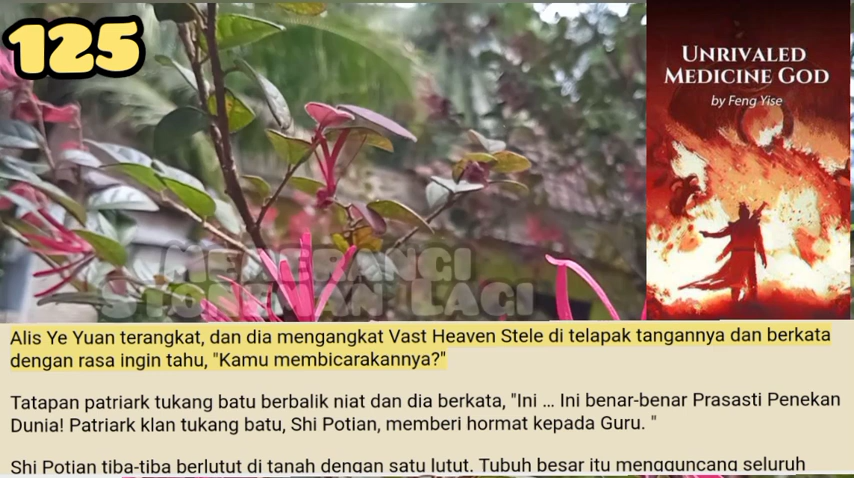 125
UNRIVALED
MEDICINE GOD
by Feng Yise
MEMERANGI
STONEMAN LAGI
Alis Ye Yuan terangkat, dan dia mengangkat Vast Heaven Stele di telapak tangannya dan berkata
dengan rasa ingin tahu, "Kamu membicarakannya?"
Tatapan patriark tukang batu berbalik niat dan dia berkata, "Ini ... Ini benar-benar Prasasti Penekan
Dunia! Patriark klan tukang batu, Shi Potian, memberi hormat kepada Guru. "
Shi Potian tiba-tiba berlutut di tanah dengan satu lutut. Tubuh besar itu mengguncang seluruh